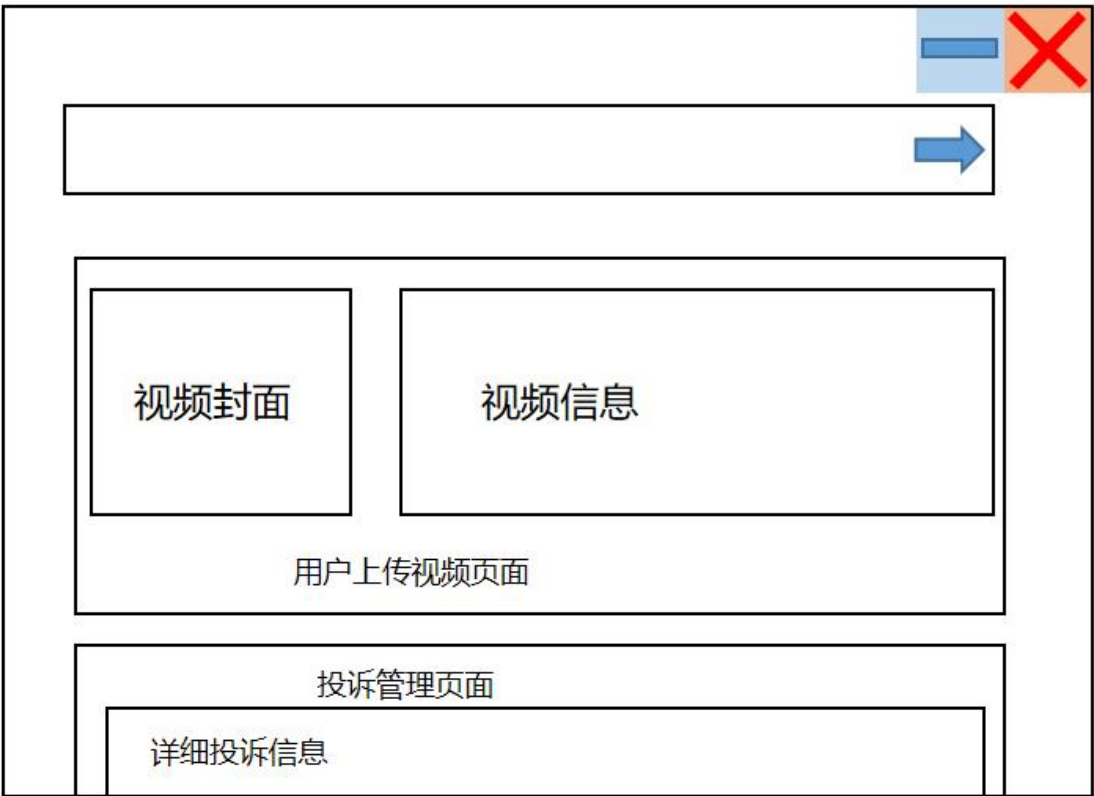 视频封面
视频信息
用户上传视频页面
投诉管理页面
详细投诉信息